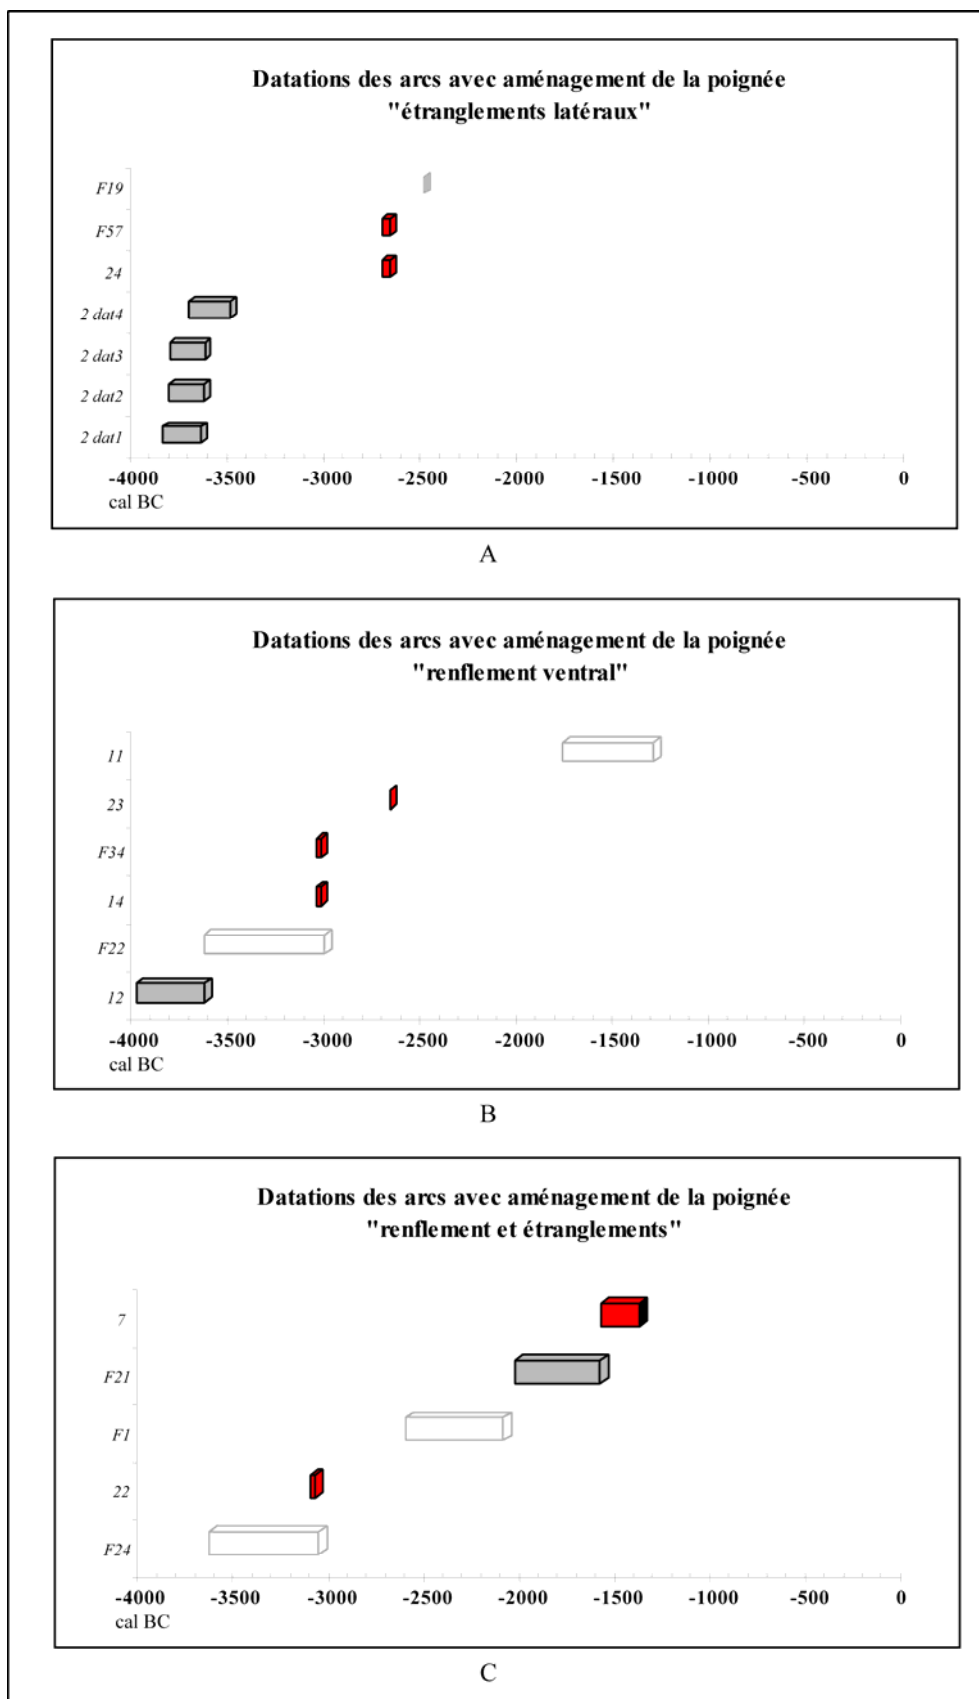 Datations des arcs avec aménagement de la poignée
"étranglements latéraux"
F19
F57
24
2 dat4
2 dat3
2 dat2
2 dat1
-4000 -3500 -3000 -2500 -2000 -1500 -1000 -500 0
cal BC
A
Datations des arcs avec aménagement de la poignée
"renflement ventral"
11
23
F34
14
F22
12
-4000 -3500 -3000 -2500 -2000 -1500 -1000 -500 0
cal BC
B
Datations des arcs avec aménagement de la poignée
"renflement et étranglements"
7
F21
F1
22
F24
-4000 -3500 -3000 -2500 -2000 -1500 -1000 -500 0
cal BC
C